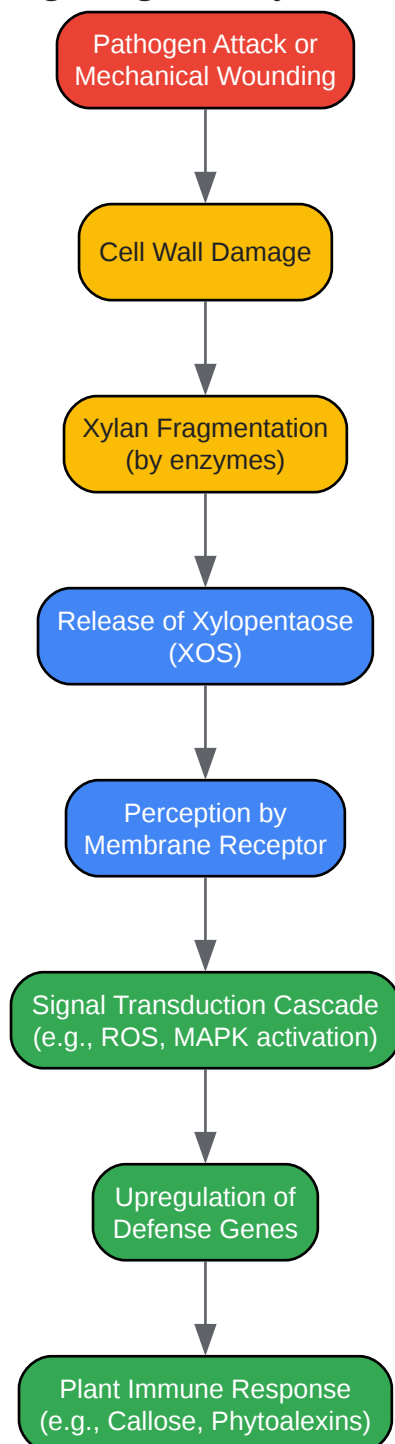 Pathogen Attack or
Mechanical Wounding
Cell Wall Damage
Xylan Fragmentation
(by enzymes)
Release of Xylopentaose
(XOS)
Perception by
Membrane Receptor
Signal Transduction Cascade
(e.g., ROS, MAPK activation)
Upregulation of
Defense Genes
Plant Immune Response
(e.g., Callose, Phytoalexins)